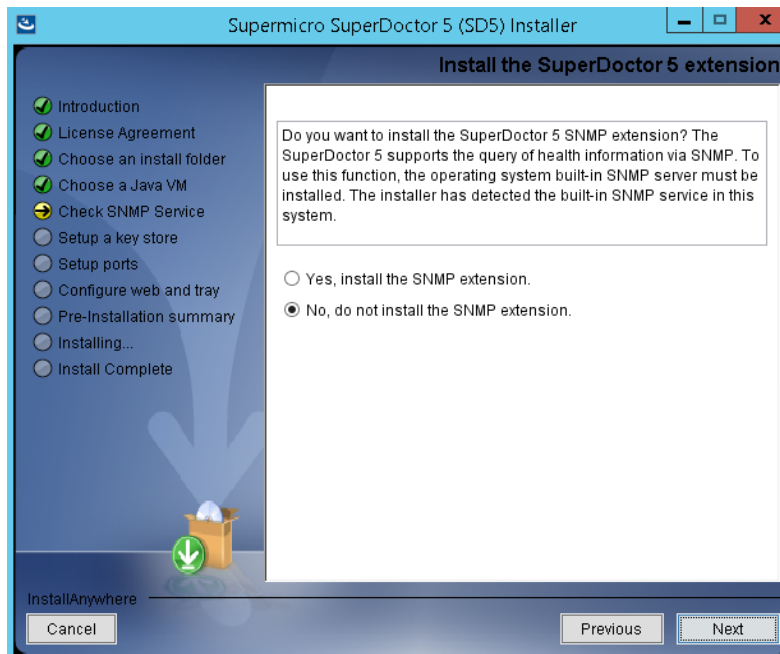 Supermicro SuperDoctor 5 (SD5) Installer
Install the SuperDoctor 5 extension
Introduction
License Agreement
Choose an install folder
Choose a Java VM
Check SNMP Service
Setup a key store
Setup ports
Configure web and tray
Pre-Installation summary
Installing...
Install Complete
Do you want to install the SuperDoctor 5 SNMP extension? The
SuperDoctor 5 supports the query of health information via SNMP. To
use this function, the operating system built-in SNMP server must be
installed. The installer has detected the built-in SNMP service in this
system.
Yes, install the SNMP extension.
No, do not install the SNMP extension.
InstallAnywhere
Cancel
Previous
Next